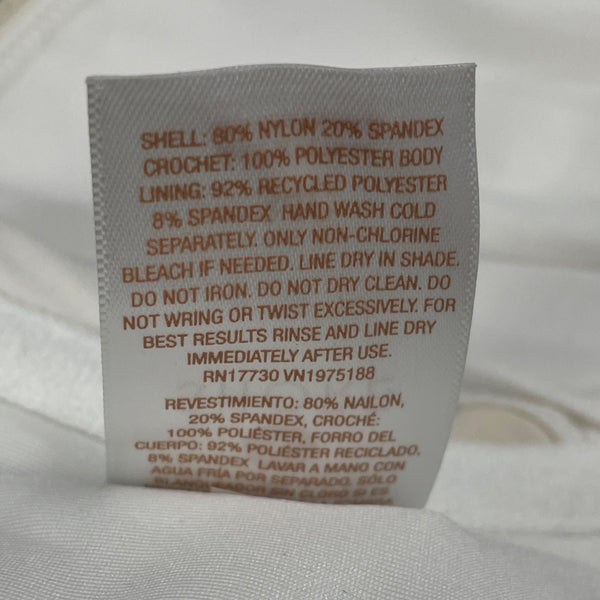 SHELL: 80% NYLON 20% SPANDEX
CROCHET: 100% POLYESTER BODY
LINING: 92% RECYCLED POLYESTER
8% SPANDEX HAND WASH COLD
SEPARATELY. ONLY NON-CHLORINE
BLEACH IF NEEDED. LINE DRY IN SHADE.
DO NOT IRON. DO NOT DRY CLEAN. DO
NOT WRING OR TWIST EXCESSIVELY. FOR
BEST RESULTS RINSE AND LINE DRY
IMMEDIATELY AFTER USE.
RN17730 VN1975188
REVESTIMIENTO: 80% NAILON,
20% SPANDEX, CROCHÉ:
100% POLIÉSTER, FORRO DEL
CUERPO: 92% POLIÉSTER RECICLADO,
8% SPANDEX LAVAR A MANO CON
AGUA FRÍA POR SEPARADO. SÓLO
SIN CLORO SI ES